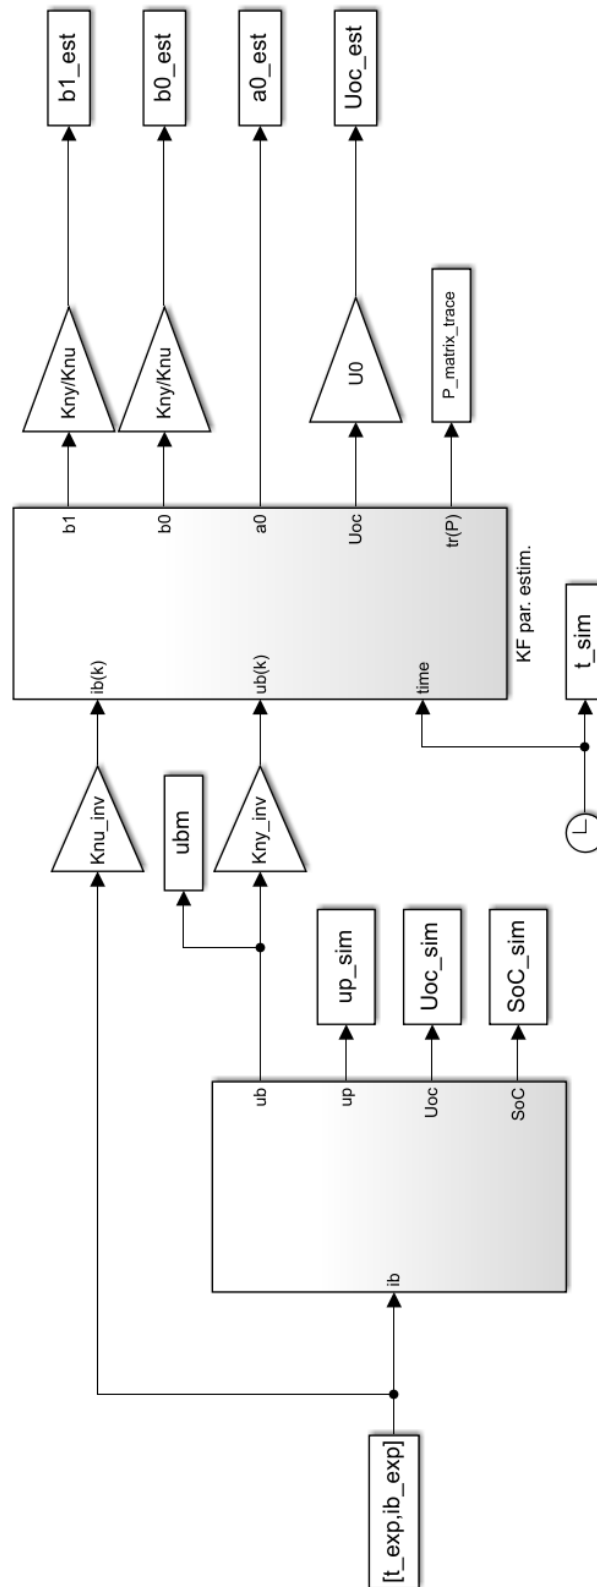 [t_exp,ib_exp]
ib
ub
up
Uoc
SoC
ubm
up_sim
Uoc_sim
SoC_sim
Knu_inv
Kny_inv
t_sim
ib(k)
ub(k)
time
b1
b0
a0
Uoc
tr(P)
KF par. estim.
Kny/Knu
Kny/Knu
U0
P_matrix_trace
b1_est
b0_est
a0_est
Uoc_est